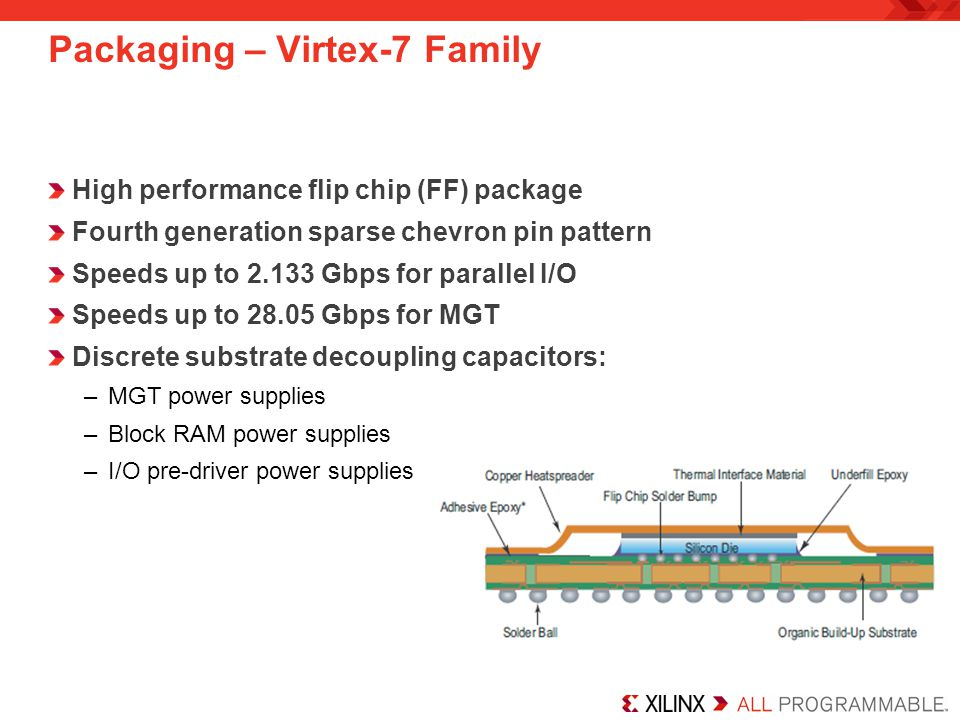 Packaging – Virtex-7 Family
High performance flip chip (FF) package
Fourth generation sparse chevron pin pattern
Speeds up to 2.133 Gbps for parallel I/O
Speeds up to 28.05 Gbps for MGT
Discrete substrate decoupling capacitors:
– MGT power supplies
– Block RAM power supplies
– I/O pre-driver power supplies
Copper Heatspreader
Thermal Interface Material
Underfill Epoxy
Adhesive Epoxy*
Flip Chip Solder Bump
Silicon Die
Solder Ball
Organic Build-Up Substrate
XILINX ALL PROGRAMMABLE™